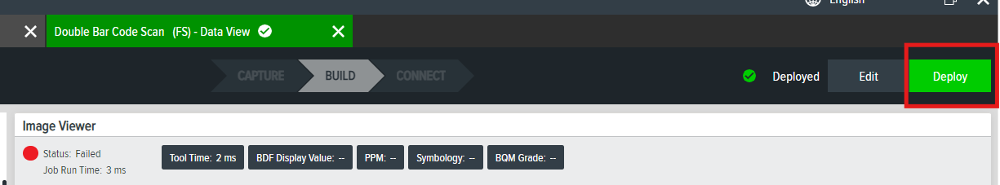 English
Double Bar Code Scan (FS) - Data View
CAPTURE BUILD CONNECT Deployed Edit Deploy
Image Viewer
Status: Failed
Job Run Time: 3 ms
Tool Time: 2 ms BDF Display Value: -- PPM: -- Symbology: -- BQM Grade: --